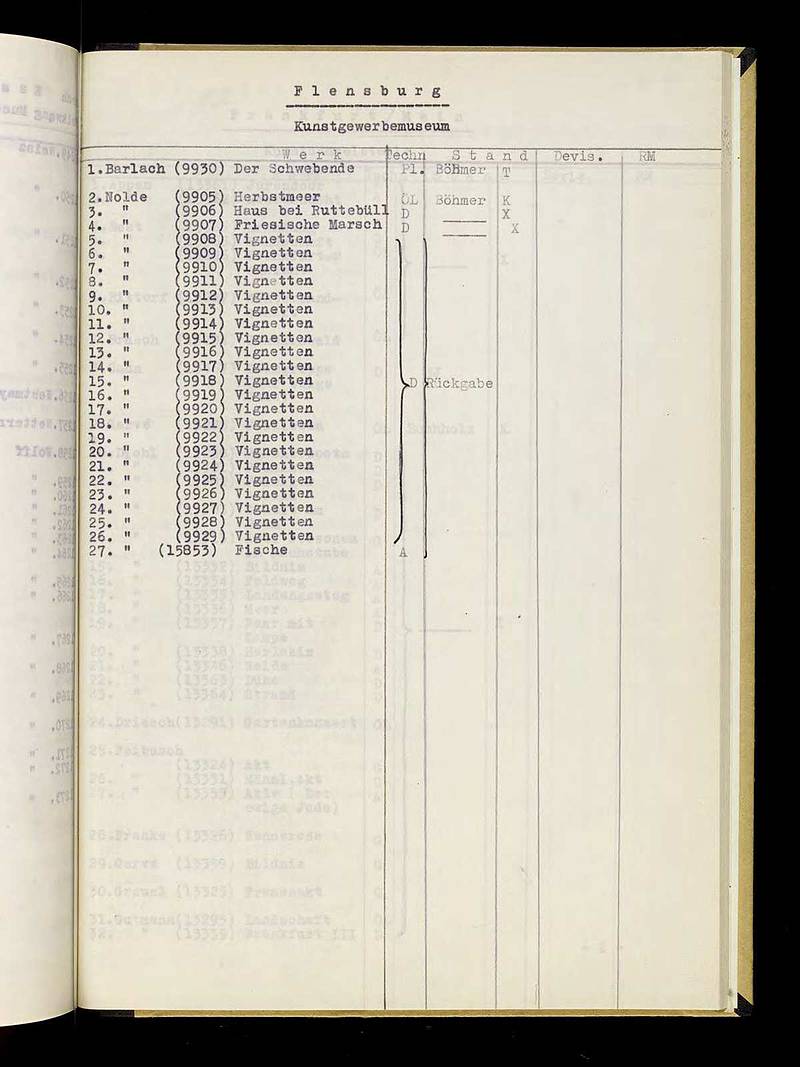 Flensburg
Kunstgewerbemuseum
Werk Techn Stand Devis. RM
1.Barlach (9930) Der Schwebende Pl. Böhmer T
2.Nolde (9905) Herbstmeer ÖL Böhmer K
3. " (9906) Haus bei Ruttebüll D ——— X
4. " (9907) Friesische Marsch D ——— X
5. " (9908) Vignetten
6. " (9909) Vignetten
7. " (9910) Vignetten
8. " (9911) Vignetten
9. " (9912) Vignetten
10. " (9913) Vignetten
11. " (9914) Vignetten
12. " (9915) Vignetten
13. " (9916) Vignetten
14. " (9917) Vignetten
15. " (9918) Vignetten D Rückgabe
16. " (9919) Vignetten
17. " (9920) Vignetten
18. " (9921) Vignetten
19. " (9922) Vignetten
20. " (9923) Vignetten
21. " (9924) Vignetten
22. " (9925) Vignetten
23. " (9926) Vignetten
24. " (9927) Vignetten
25. " (9928) Vignetten
26. " (9929) Vignetten
27. " (15853) Fische A